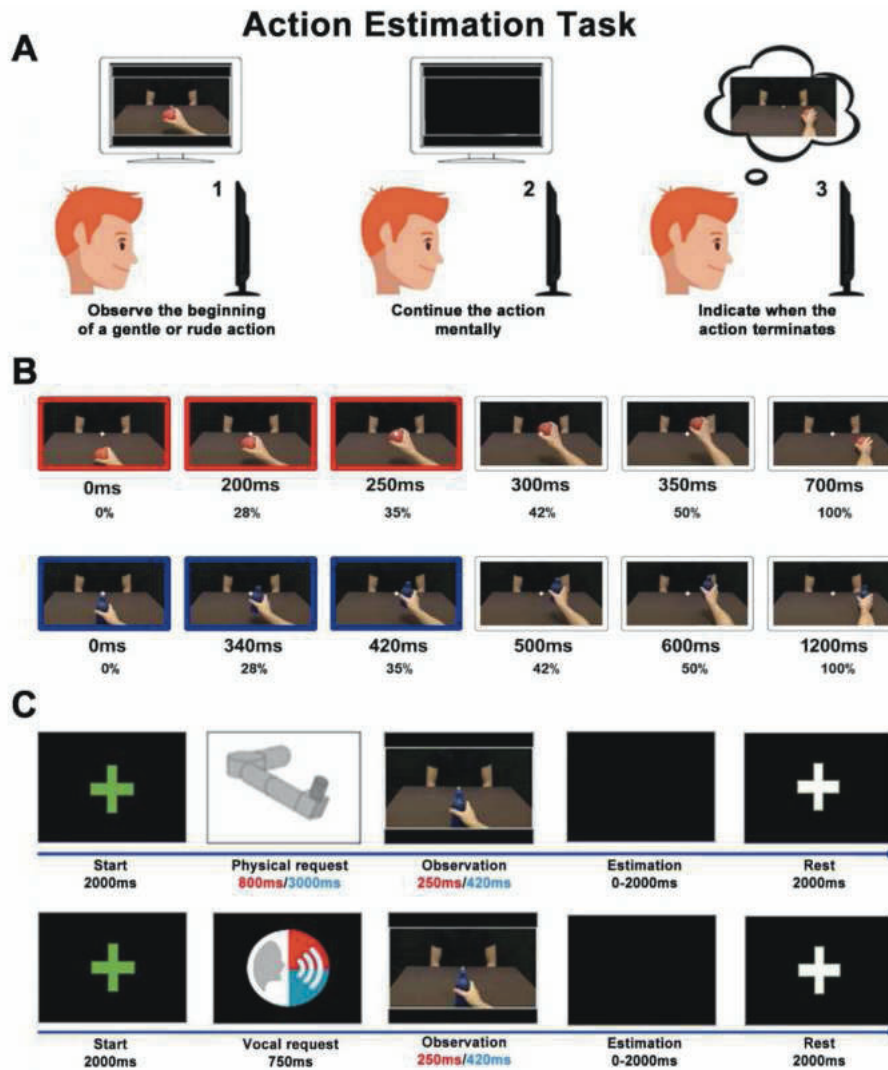 Action Estimation Task
A
1
2
3
Observe the beginning
of a gentle or rude action
Continue the action
mentally
Indicate when the
action terminates
B
0ms 200ms 250ms 300ms 350ms 700ms
0% 28% 35% 42% 50% 100%
0ms 340ms 420ms 500ms 600ms 1200ms
0% 28% 35% 42% 50% 100%
C
Start Physical request Observation Estimation Rest
2000ms 800ms/3000ms 250ms/420ms 0-2000ms 2000ms
Start Vocal request Observation Estimation Rest
2000ms 750ms 250ms/420ms 0-2000ms 2000ms